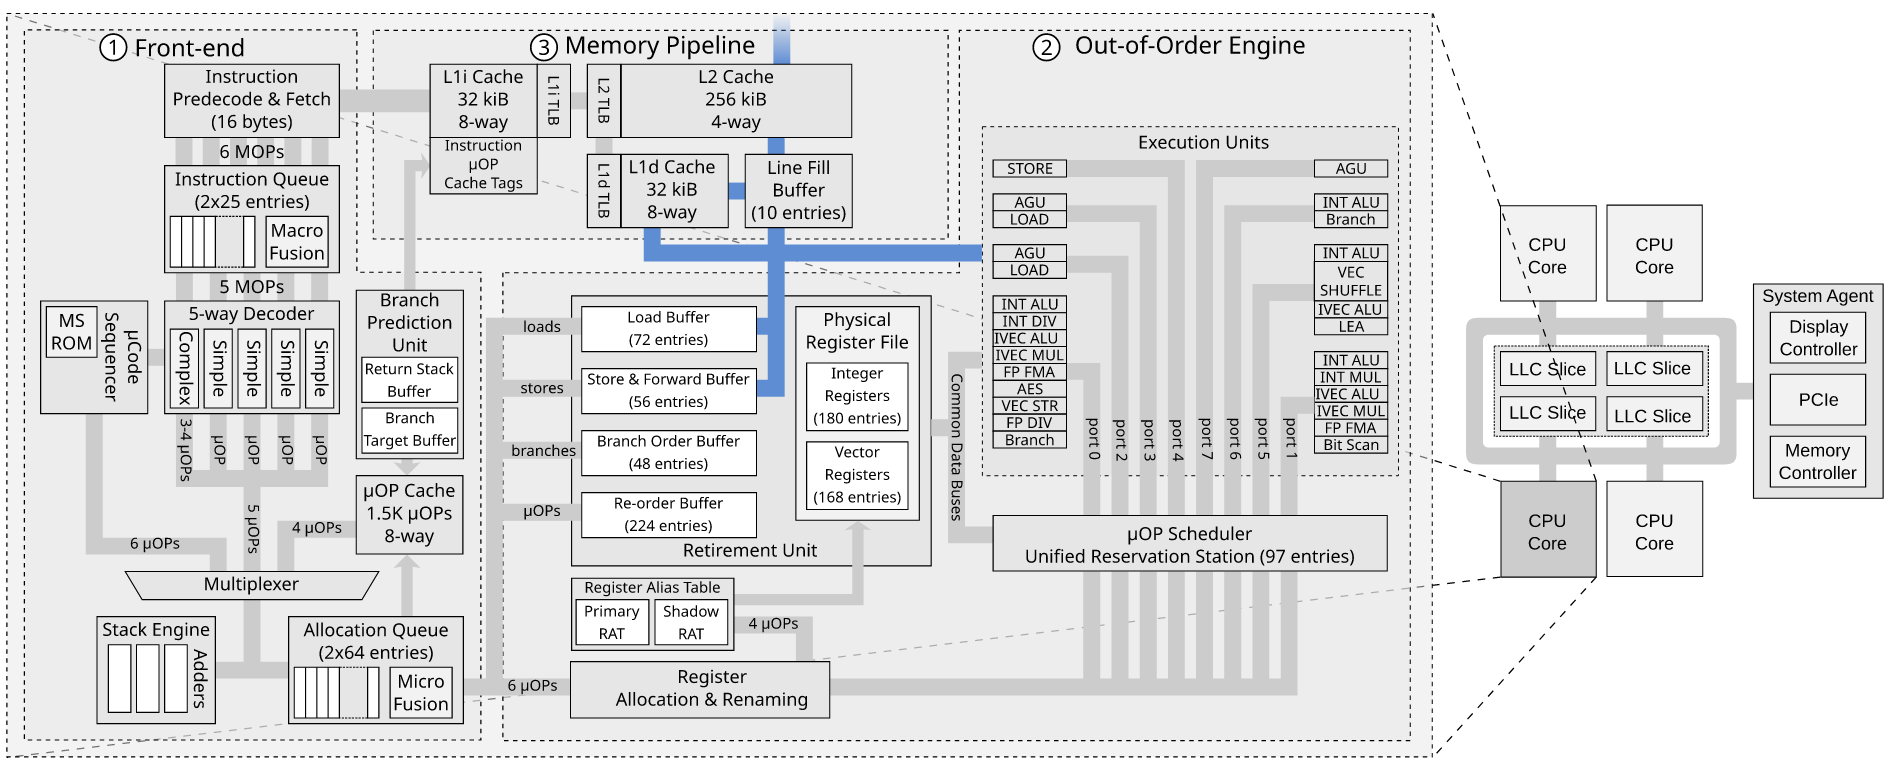 1 Front-end
Instruction
Predecode & Fetch
(16 bytes)
6 MOPs
Instruction Queue
(2x25 entries)
Macro
Fusion
5 MOPs
MS
ROM
µCode
Sequencer
5-way Decoder
Complex
Simple
Simple
Simple
Simple
3-4 µOPs
µOP
µOP
µOP
µOP
Branch
Prediction
Unit
Return Stack
Buffer
Branch
Target Buffer
µOP Cache
1.5K µOPs
8-way
6 µOPs
5 µOPs
4 µOPs
Multiplexer
Stack Engine
Adders
Allocation Queue
(2x64 entries)
Micro
Fusion
3 Memory Pipeline
L1i Cache
32 kiB
8-way
L1i TLB
Instruction
µOP
Cache Tags
L2 TLB
L2 Cache
256 kiB
4-way
L1d TLB
L1d Cache
32 kiB
8-way
Line Fill
Buffer
(10 entries)
2 Out-of-Order Engine
loads
Load Buffer
(72 entries)
stores
Store & Forward Buffer
(56 entries)
branches
Branch Order Buffer
(48 entries)
µOPs
Re-order Buffer
(224 entries)
Retirement Unit
Physical
Register File
Integer
Registers
(180 entries)
Vector
Registers
(168 entries)
Register Alias Table
Primary
RAT
Shadow
RAT
4 µOPs
6 µOPs
Register
Allocation & Renaming
Common Data Buses
Execution Units
STORE
AGU
LOAD
AGU
LOAD
INT ALU
INT DIV
IVEC ALU
IVEC MUL
FP FMA
AES
VEC STR
FP DIV
Branch
port 0
port 2
port 3
port 4
port 7
port 6
port 5
port 1
AGU
INT ALU
Branch
INT ALU
VEC
SHUFFLE
IVEC ALU
LEA
INT ALU
INT MUL
IVEC ALU
IVEC MUL
FP FMA
Bit Scan
µOP Scheduler
Unified Reservation Station (97 entries)
CPU
Core
CPU
Core
LLC Slice
LLC Slice
LLC Slice
LLC Slice
CPU
Core
CPU
Core
System Agent
Display
Controller
PCIe
Memory
Controller